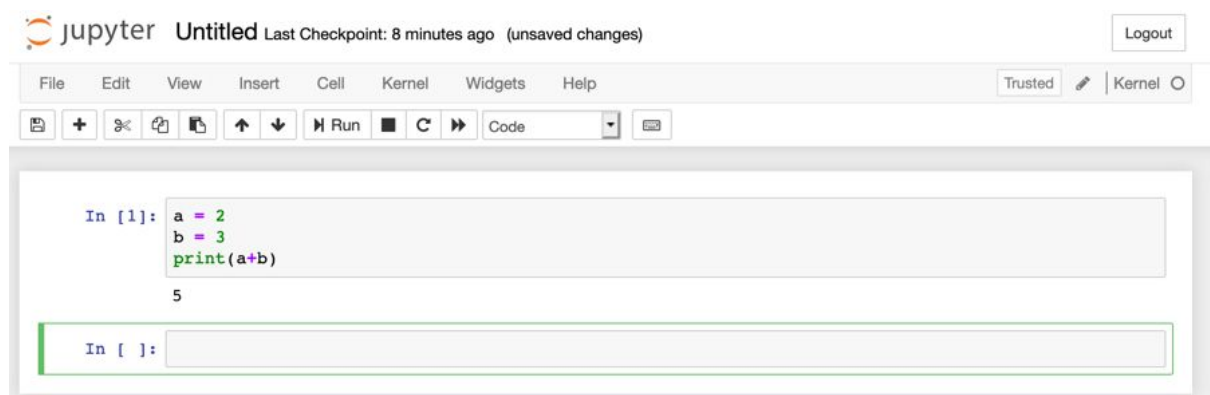 jupyter Untitled Last Checkpoint: 8 minutes ago (unsaved changes) Logout
File Edit View Insert Cell Kernel Widgets Help Trusted Kernel
Run Code
In [1]: a = 2
b = 3
print(a+b)
5
In [ ]: